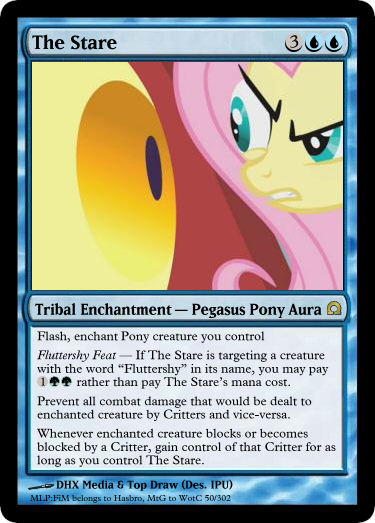 The Stare 3
Tribal Enchantment — Pegasus Pony Aura
Flash, enchant Pony creature you control
Fluttershy Feat — If The Stare is targeting a creature
with the word “Fluttershy” in its name, you may pay
1 rather than pay The Stare's mana cost.
Prevent all combat damage that would be dealt to
enchanted creature by Critters and vice-versa.
Whenever enchanted creature blocks or becomes
blocked by a Critter, gain control of that Critter for as
long as you control The Stare.
DHX Media & Top Draw (Des. IPU)
MLP:FiM belongs to Hasbro, MtG to WotC 50/302